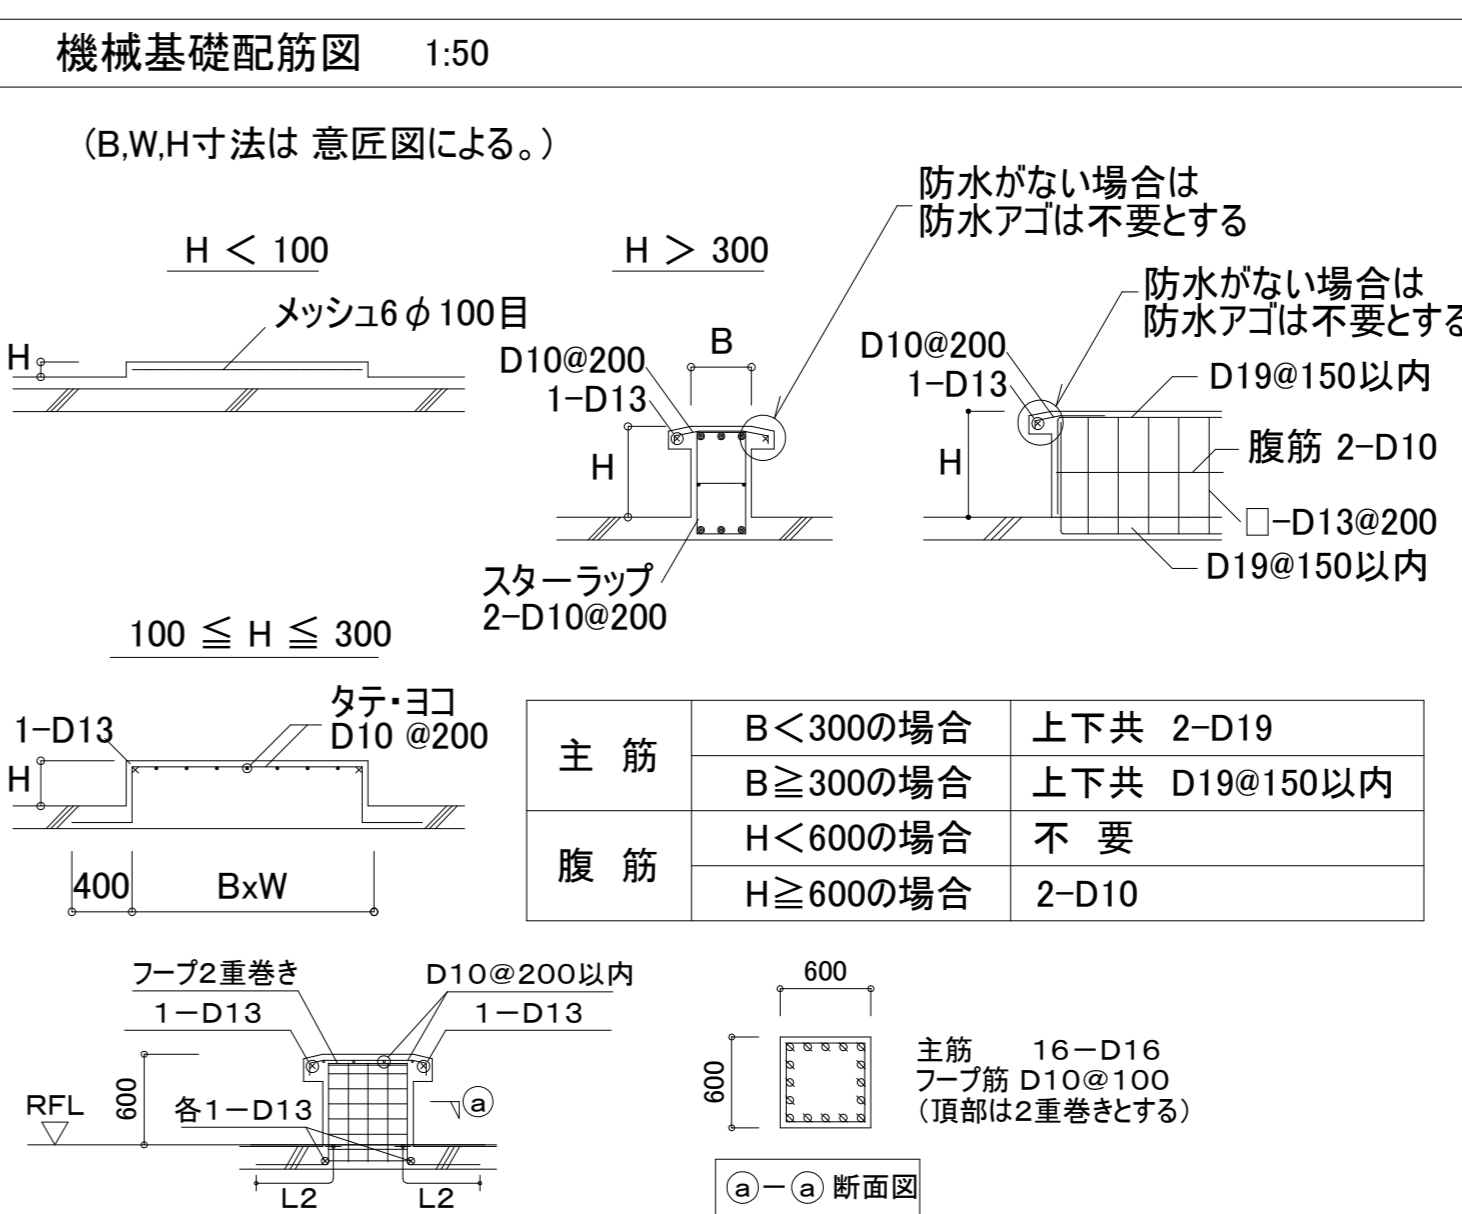 機械基礎配筋図 1:50
（B,W,H寸法は 意匠図による。）
防水がない場合は
防水アゴは不要とする
H ＜ 100
H ＞ 300
防水がない場合は
防水アゴは不要とする
メッシュ6φ100目
H
D10@200
1-D13
B
H
D10@200
1-D13
H
D19@150以内
腹筋 2-D10
□-D13@200
D19@150以内
スターラップ
2-D10@200
100 ≦ H ≦ 300
1-D13
H
タテ・ヨコ
D10 @200
400
BxW
主 筋
B＜300の場合 上下共 2-D19
B≧300の場合 上下共 D19@150以内
腹 筋
H＜600の場合 不 要
H≧600の場合 2-D10
フープ2重巻き
D10@200以内
1－D13
1－D13
RFL
600
各1－D13
a
L2
L2
600
600
主筋 16－D16
フープ筋 D10@100
（頂部は2重巻きとする）
a－a 断面図